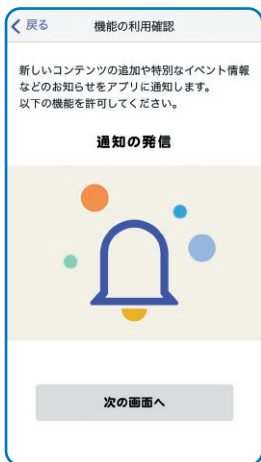 戻る 機能の利用確認
新しいコンテンツの追加や特別なイベント情報
などのお知らせをアプリに通知します。
以下の機能を許可してください。
通知の発信
次の画面へ